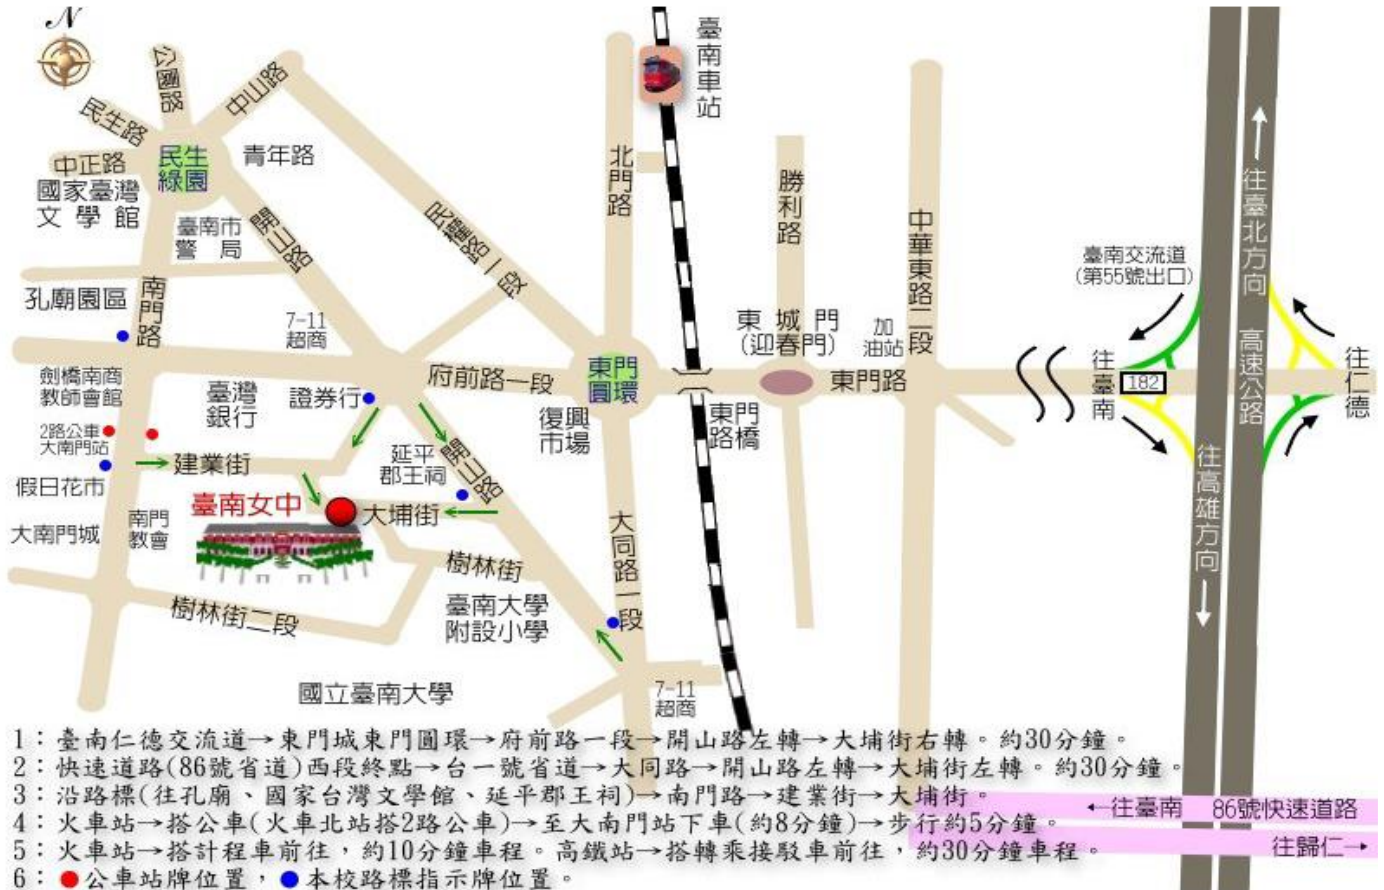 N
臺南車站
公園路
中山路
民生路
中正路
民生
綠園
青年路
國家臺灣
文學館
臺南市
警局
開山路
民權路一段
北門路
勝利路
中華東路二段
往臺北方向
臺南交流道
(第55號出口)
孔廟園區
南門路
7-11
超商
東城門
(迎春門)
加油站
高速公路
劍橋南商
教師會館
臺灣
銀行
證券行
府前路一段
東門
圓環
東門路
往臺南
182
往仁德
復興
市場
東門
路橋
2路公車
大南門站
建業街
延平
郡王祠
開山路
假日花市
臺南女中
大埔街
往高雄方向
大南門城
南門
教會
大同路一段
樹林街
樹林街二段
臺南大學
附設小學
國立臺南大學
7-11
超商
1：臺南仁德交流道→東門城東門圓環→府前路一段→開山路左轉→大埔街右轉。約30分鐘。
2：快速道路(86號省道)西段終點→台一號省道→大同路→開山路左轉→大埔街左轉。約30分鐘。
3：沿路標(往孔廟、國家台灣文學館、延平郡王祠)→南門路→建業街→大埔街。
←往臺南 86號快速道路
4：火車站→搭公車(火車北站搭2路公車)→至大南門站下車(約8分鐘)→步行約5分鐘。
往歸仁→
5：火車站→搭計程車前往，約10分鐘車程。高鐵站→搭轉乘接駁車前往，約30分鐘車程。
6：●公車站牌位置，●本校路標指示牌位置。